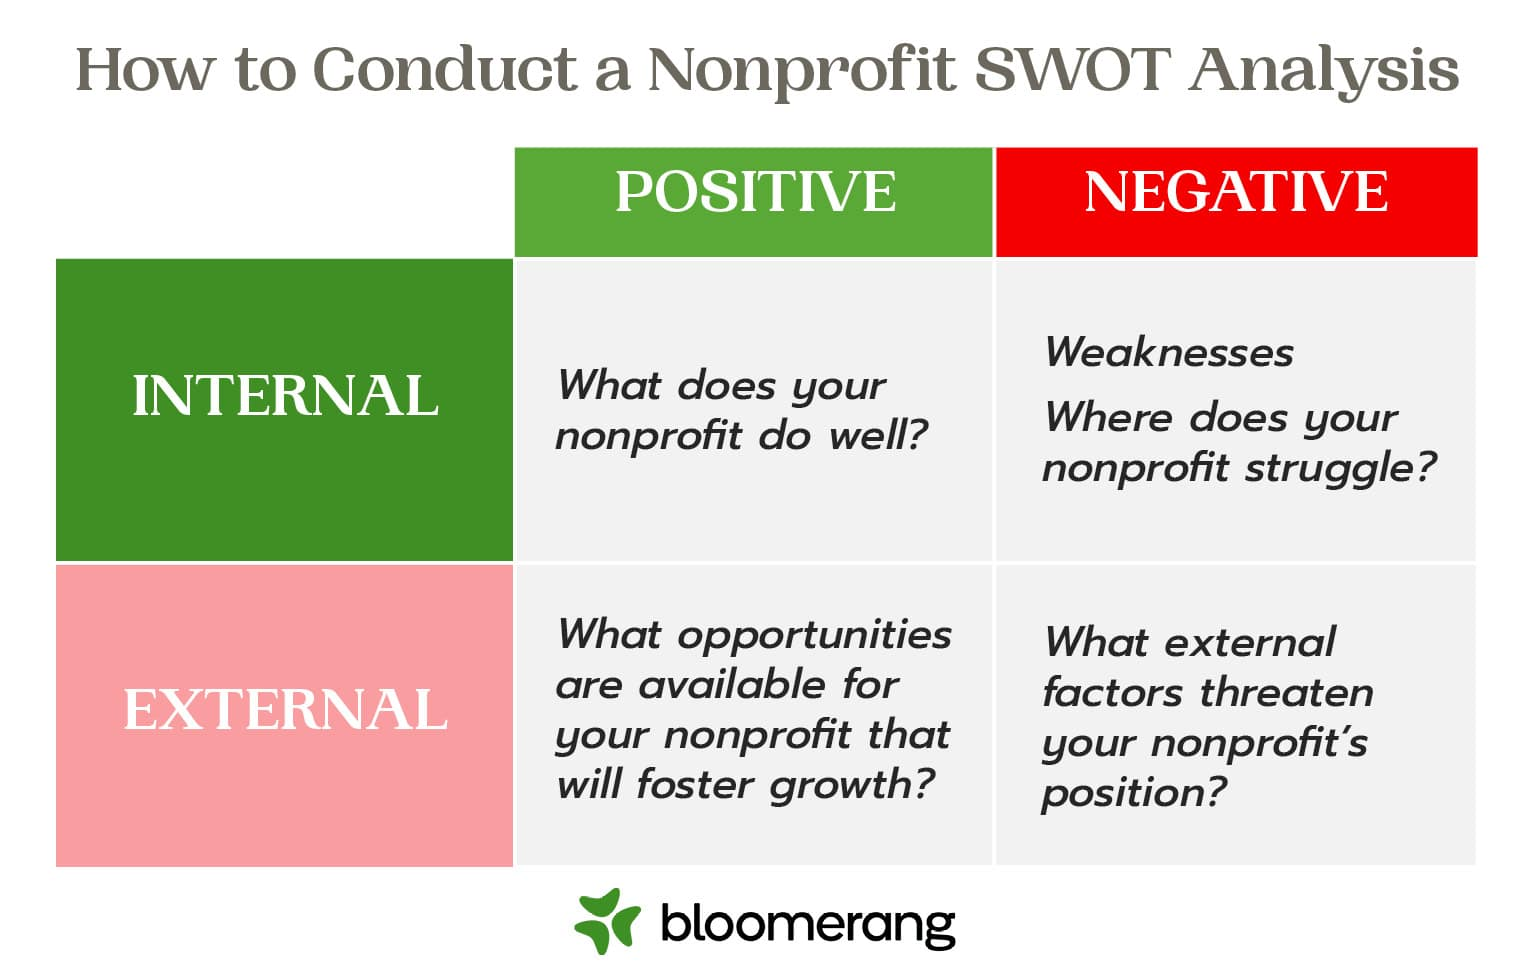 How to Conduct a Nonprofit SWOT Analysis
POSITIVE
NEGATIVE
INTERNAL
What does your
nonprofit do well?
Weaknesses
Where does your
nonprofit struggle?
EXTERNAL
What opportunities
are available for
your nonprofit that
will foster growth?
What external
factors threaten
your nonprofit’s
position?
bloomerang